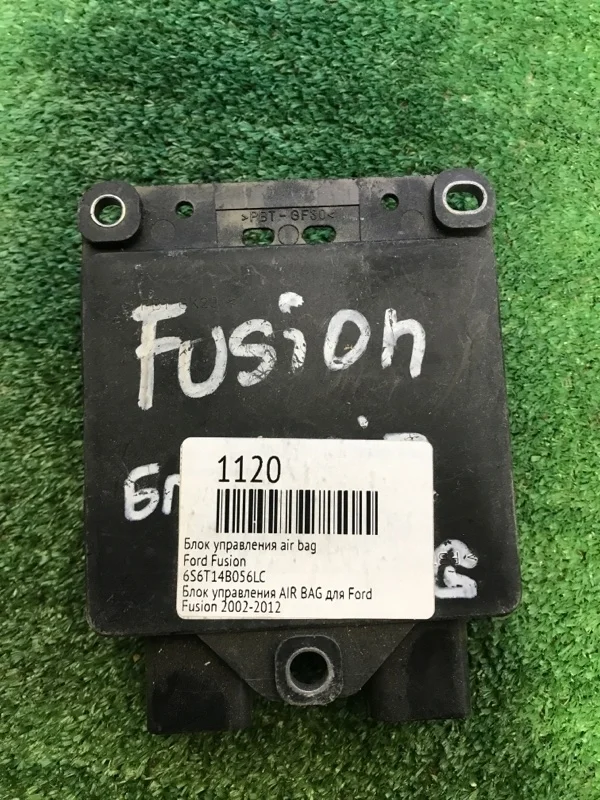 >PBT-GF30<
Fusion
1120
Блок управления air bag
Ford Fusion
6S6T14B056LC
Блок управления AIR BAG для Ford
Fusion 2002-2012